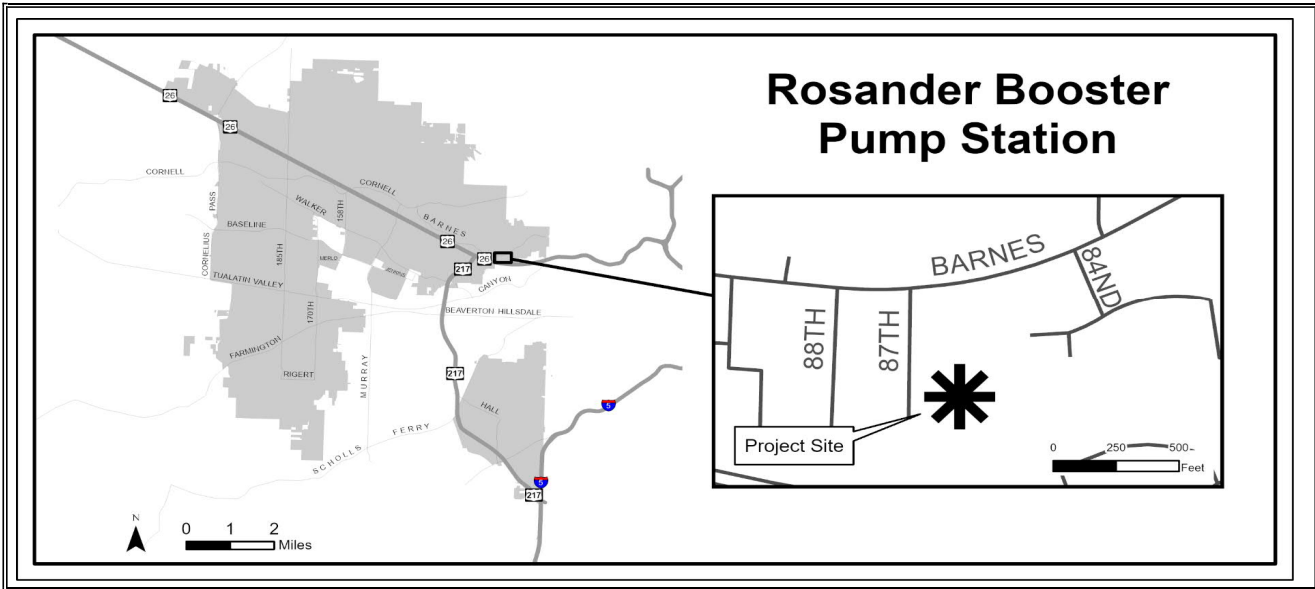 Rosander Booster
Pump Station
26
26
CORNELL
CORNELL
PASS
CORNELIUS
WALKER
158TH
BARNES
BASELINE
185TH
MERLO
JENKINS
26
26
217
TUALATIN VALLEY
CANYON
170TH
BEAVERTON HILLSDALE
FARMINGTON
RIGERT
MURRAY
217
HALL
5
SCHOLLS FERRY
5
217
N
0 1 2
Miles
BARNES
84ND
88TH
87TH
Project Site
0 250 500
Feet